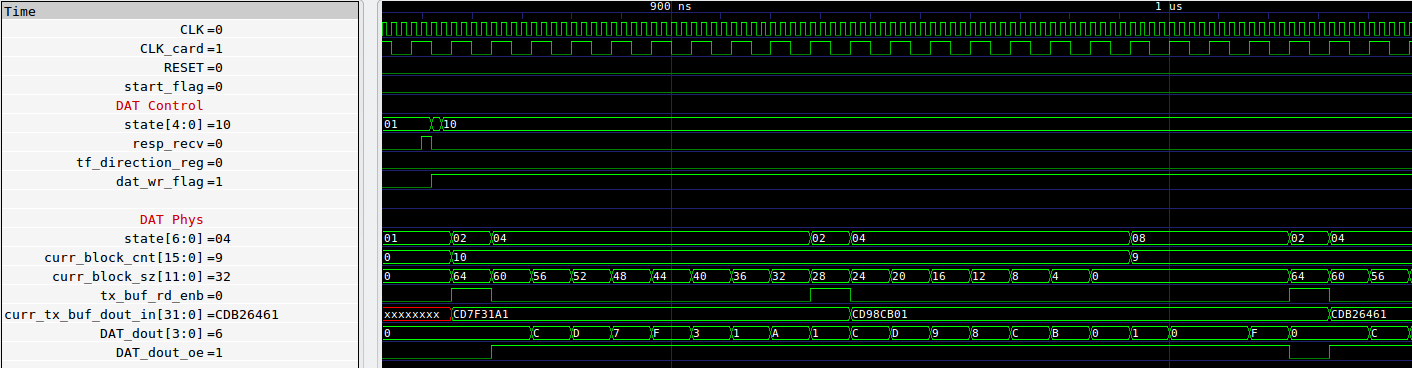 Time 900 ns 1 us
CLK =0
CLK_card =1
RESET =0
start_flag =0
DAT Control
state[4:0] =10 01 10
resp_recv =0
tf_direction_reg =0
dat_wr_flag =1
DAT Phys
state[6:0] =04 01 02 04 02 04 08 02 04
curr_block_cnt[15:0] =9 0 10 9
curr_block_sz[11:0] =32 0 64 60 56 52 48 44 40 36 32 28 24 20 16 12 8 4 0 64 60 56
tx_buf_rd_enb =0
curr_tx_buf_dout_in[31:0] =CDB26461 xxxxxxxx CD7F31A1 CD98CB01 CDB26461
DAT_dout[3:0] =6 0 C D 7 F 3 1 A 1 C D 9 8 C B 0 1 0 F 0 C
DAT_dout_oe =1